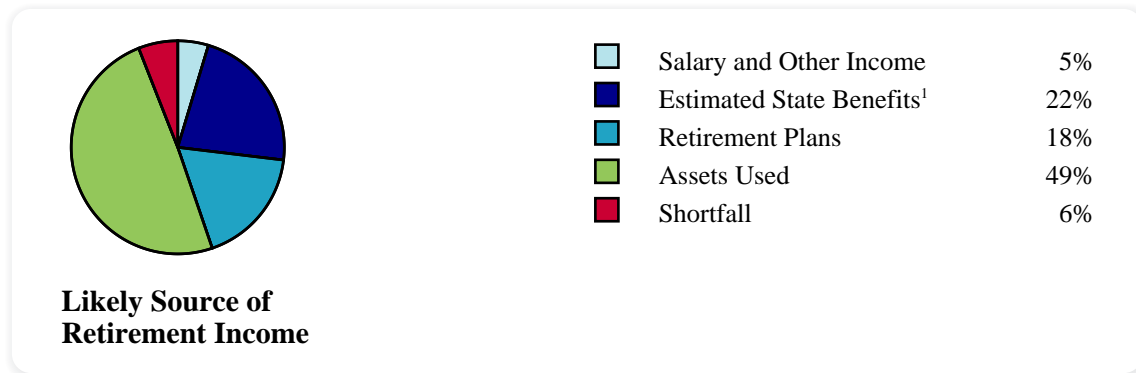 Salary and Other Income 5%
Estimated State Benefits¹ 22%
Retirement Plans 18%
Assets Used 49%
Shortfall 6%
Likely Source of
Retirement Income